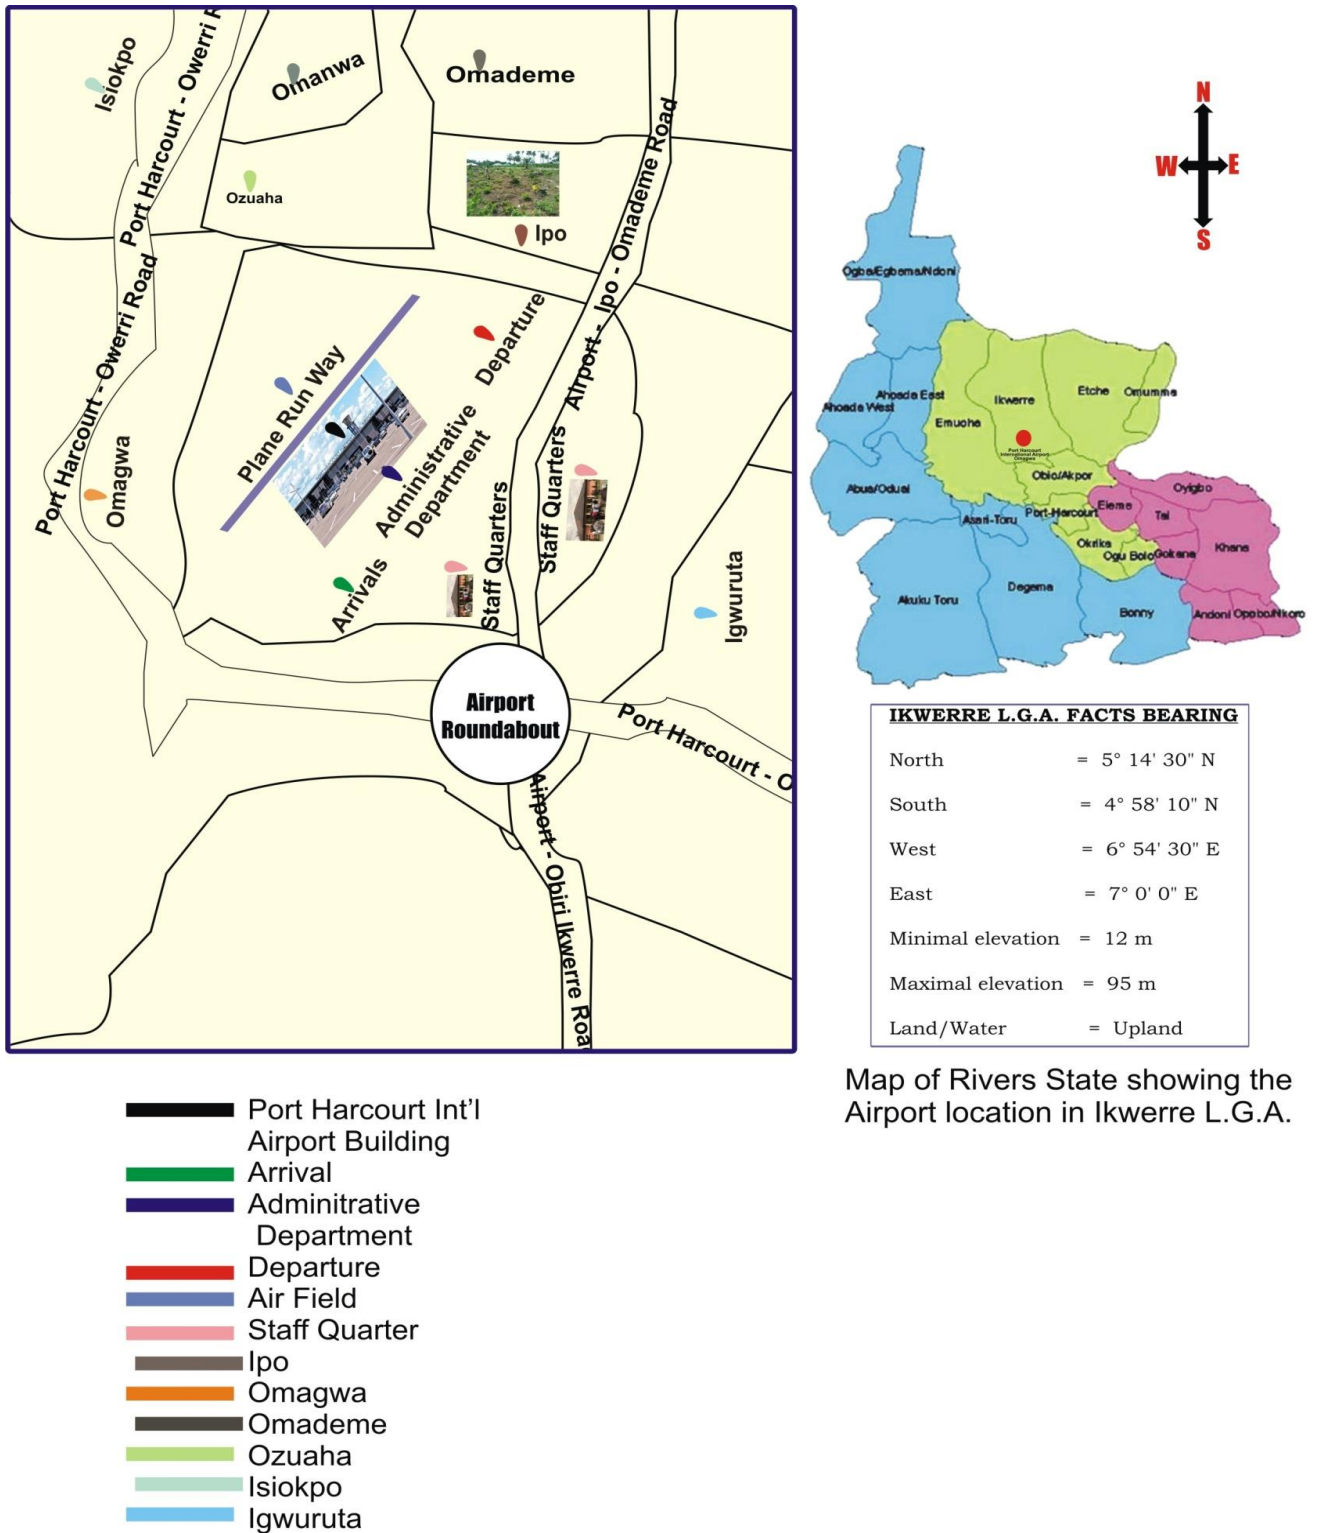 Isiokpo
Port Harcourt - Owerri R
Omanwa
Omademe
Ozuaha
Ipo
Airport - Ipo - Omademe Road
Port Harcourt - Owerri Road
Plane Run Way
Departure
Administrative
Department
Omagwa
Arrivals
Staff Quarters
Staff Quarters
Igwuruta
Airport
Roundabout
Port Harcourt - O
Airport - Obiri Ikwerre Roa
N
W E
S
Ogba/Egbema/Ndoni
Ahoada East
Ahoada West
Ikwerre
Etche
Omumma
Emuoha
Port Harcourt
International Airport
Omagwa
Obio/Akpor
Abua/Odual
Oyigbo
Eleme
Tai
Port-Harcourt
Asari-Toru
Okrika
Ogu Bolo
Gokana
Khana
Akuku Toru
Degema
Bonny
Andoni
Opobo/Nkoro
IKWERRE L.G.A. FACTS BEARING
North = 5° 14' 30" N
South = 4° 58' 10" N
West = 6° 54' 30" E
East = 7° 0' 0" E
Minimal elevation = 12 m
Maximal elevation = 95 m
Land/Water = Upland
Map of Rivers State showing the
Airport location in Ikwerre L.G.A.
Port Harcourt Int'l
Airport Building
Arrival
Adminitrative
Department
Departure
Air Field
Staff Quarter
Ipo
Omagwa
Omademe
Ozuaha
Isiokpo
Igwuruta